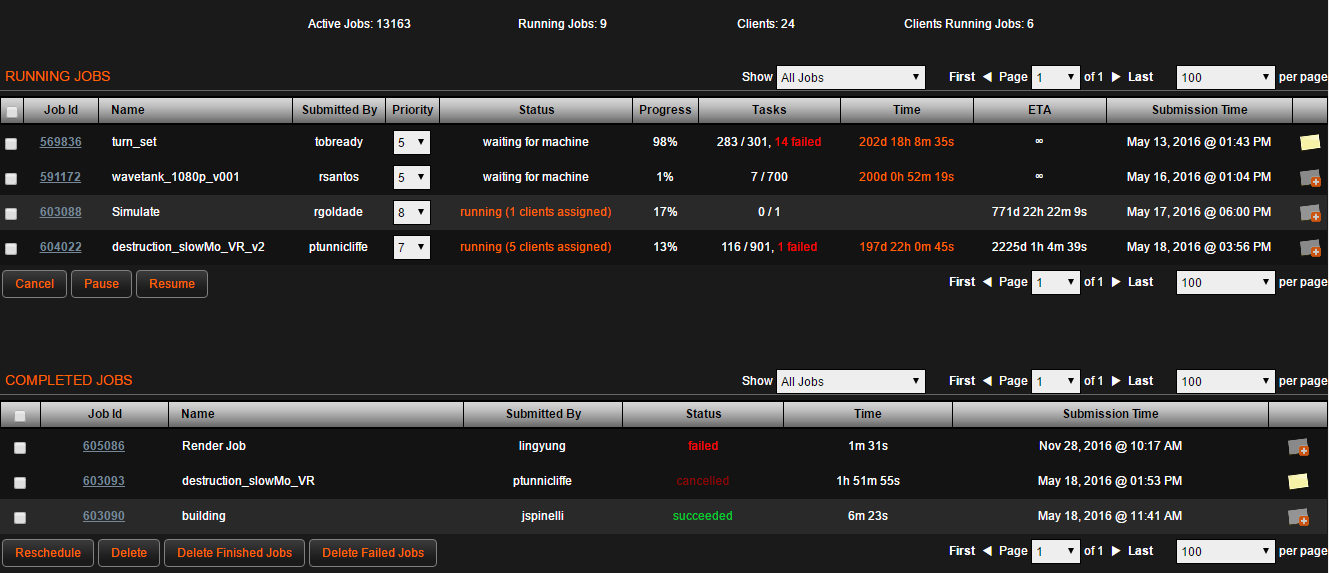 Active Jobs: 13163 Running Jobs: 9 Clients: 24 Clients Running Jobs: 6
RUNNING JOBS Show All Jobs First Page 1 of 1 Last 100 per page
Job Id Name Submitted By Priority Status Progress Tasks Time ETA Submission Time
569836 turn_set tobready 5 waiting for machine 98% 283 / 301, 14 failed 202d 18h 8m 35s ∞ May 13, 2016 @ 01:43 PM
591172 wavetank_1080p_v001 rsantos 5 waiting for machine 1% 7 / 700 200d 0h 52m 19s ∞ May 16, 2016 @ 01:04 PM
603088 Simulate rgoldade 8 running (1 clients assigned) 17% 0 / 1 771d 22h 22m 9s May 17, 2016 @ 06:00 PM
604022 destruction_slowMo_VR_v2 ptunnicliffe 7 running (5 clients assigned) 13% 116 / 901, 1 failed 197d 22h 0m 45s 2225d 1h 4m 39s May 18, 2016 @ 03:56 PM
Cancel Pause Resume First Page 1 of 1 Last 100 per page
COMPLETED JOBS Show All Jobs First Page 1 of 1 Last 100 per page
Job Id Name Submitted By Status Time Submission Time
605086 Render Job lingyung failed 1m 31s Nov 28, 2016 @ 10:17 AM
603093 destruction_slowMo_VR ptunnicliffe cancelled 1h 51m 55s May 18, 2016 @ 01:53 PM
603090 building jspinelli succeeded 6m 23s May 18, 2016 @ 11:41 AM
Reschedule Delete Delete Finished Jobs Delete Failed Jobs First Page 1 of 1 Last 100 per page